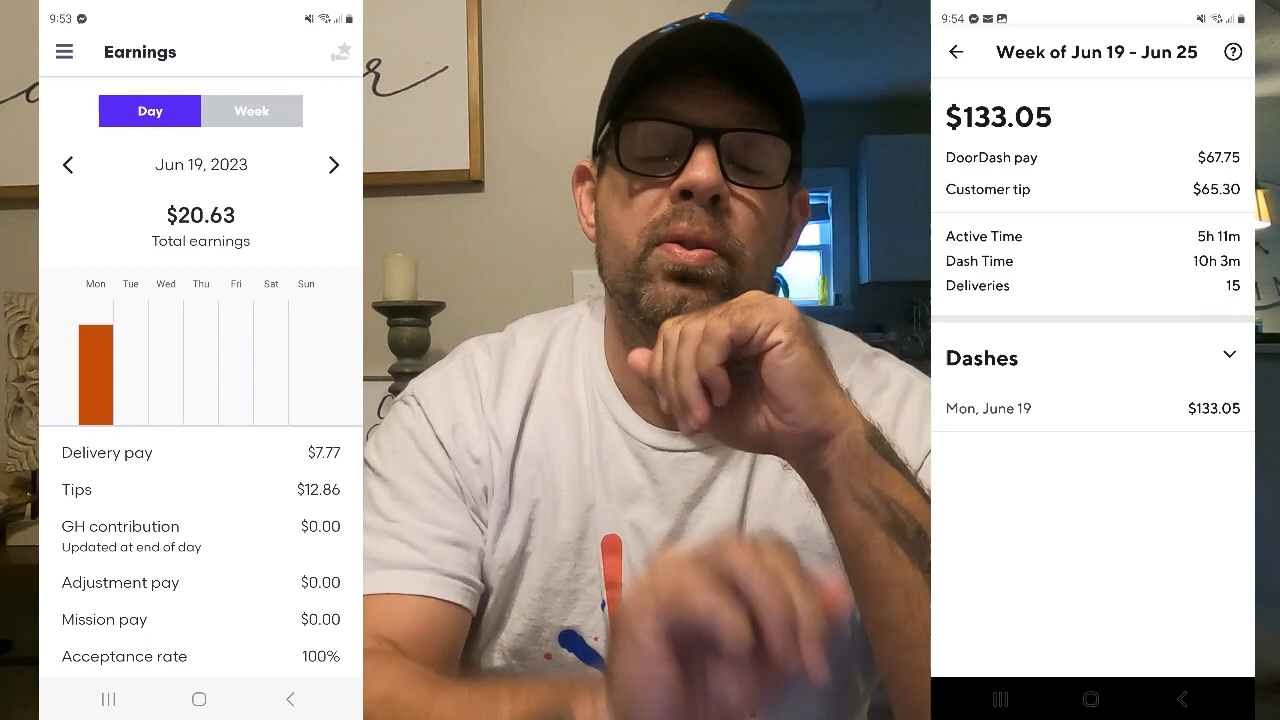 9:53
Earnings
Day Week
Jun 19, 2023
$20.63
Total earnings
Mon Tue Wed Thu Fri Sat Sun
Delivery pay $7.77
Tips $12.86
GH contribution $0.00
Updated at end of day
Adjustment pay $0.00
Mission pay $0.00
Acceptance rate 100%
9:54
Week of Jun 19 - Jun 25
$133.05
DoorDash pay $67.75
Customer tip $65.30
Active Time 5h 11m
Dash Time 10h 3m
Deliveries 15
Dashes
Mon, June 19 $133.05